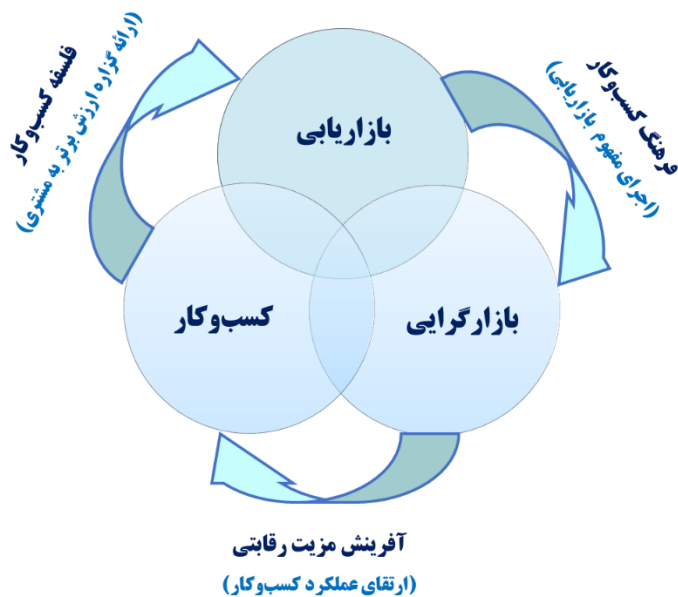 فلسفه کسب‌وکار
(ارائه گزاره ارزش برتر به مشتری)
فرهنگ کسب‌وکار
(اجرای مفهوم بازاریابی)
بازاریابی
بازارگرایی
کسب‌وکار
آفرینش مزیت رقابتی
(ارتقای عملکرد کسب‌وکار)